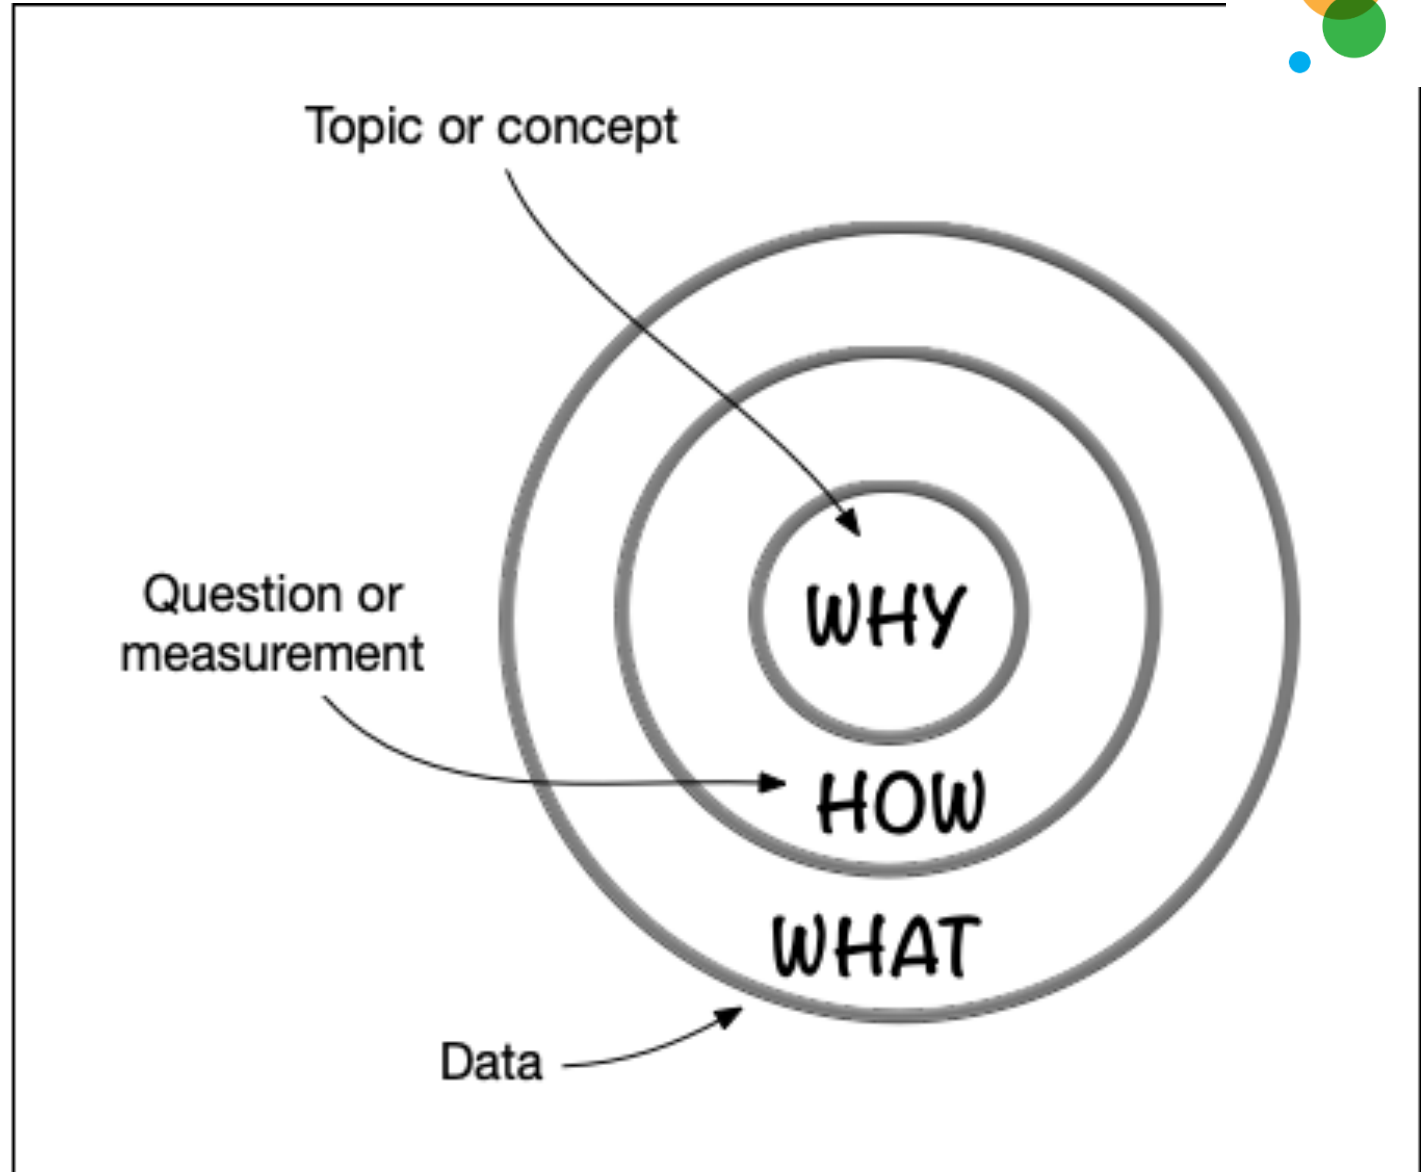 Topic or concept
Question or
measurement
WHY
HOW
WHAT
Data